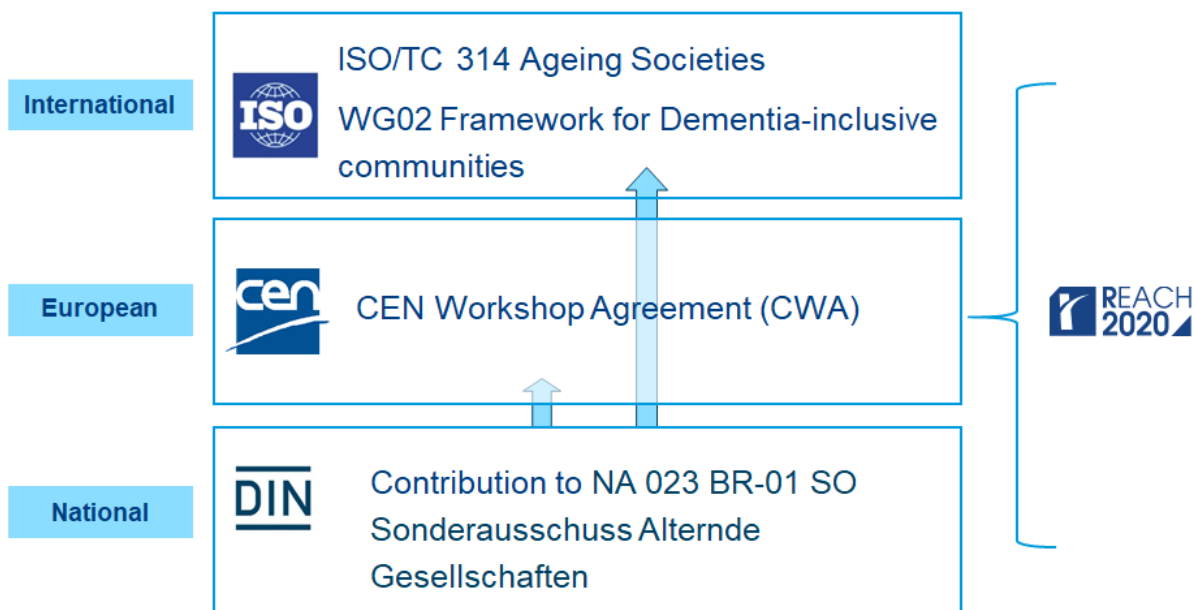 International
ISO
ISO/TC 314 Ageing Societies
WG02 Framework for Dementia-inclusive
communities
European
cen
CEN Workshop Agreement (CWA)
REACH
2020
National
DIN
Contribution to NA 023 BR-01 SO
Sonderausschuss Alternde
Gesellschaften